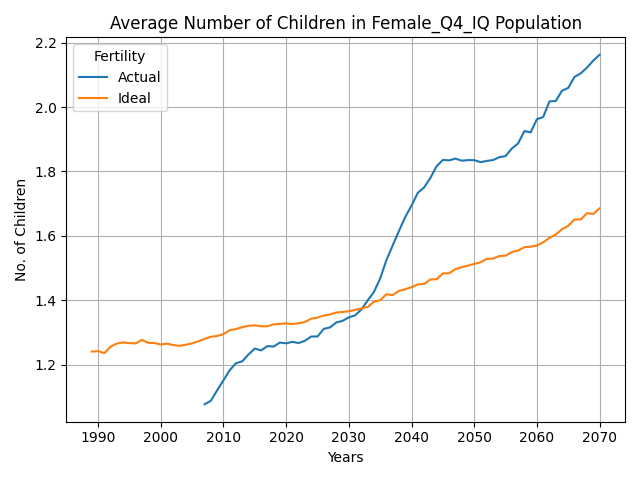 Average Number of Children in Female_Q4_IQ Population
Fertility
Actual
Ideal
No. of Children
2.2
2.0
1.8
1.6
1.4
1.2
1990 2000 2010 2020 2030 2040 2050 2060 2070
Years